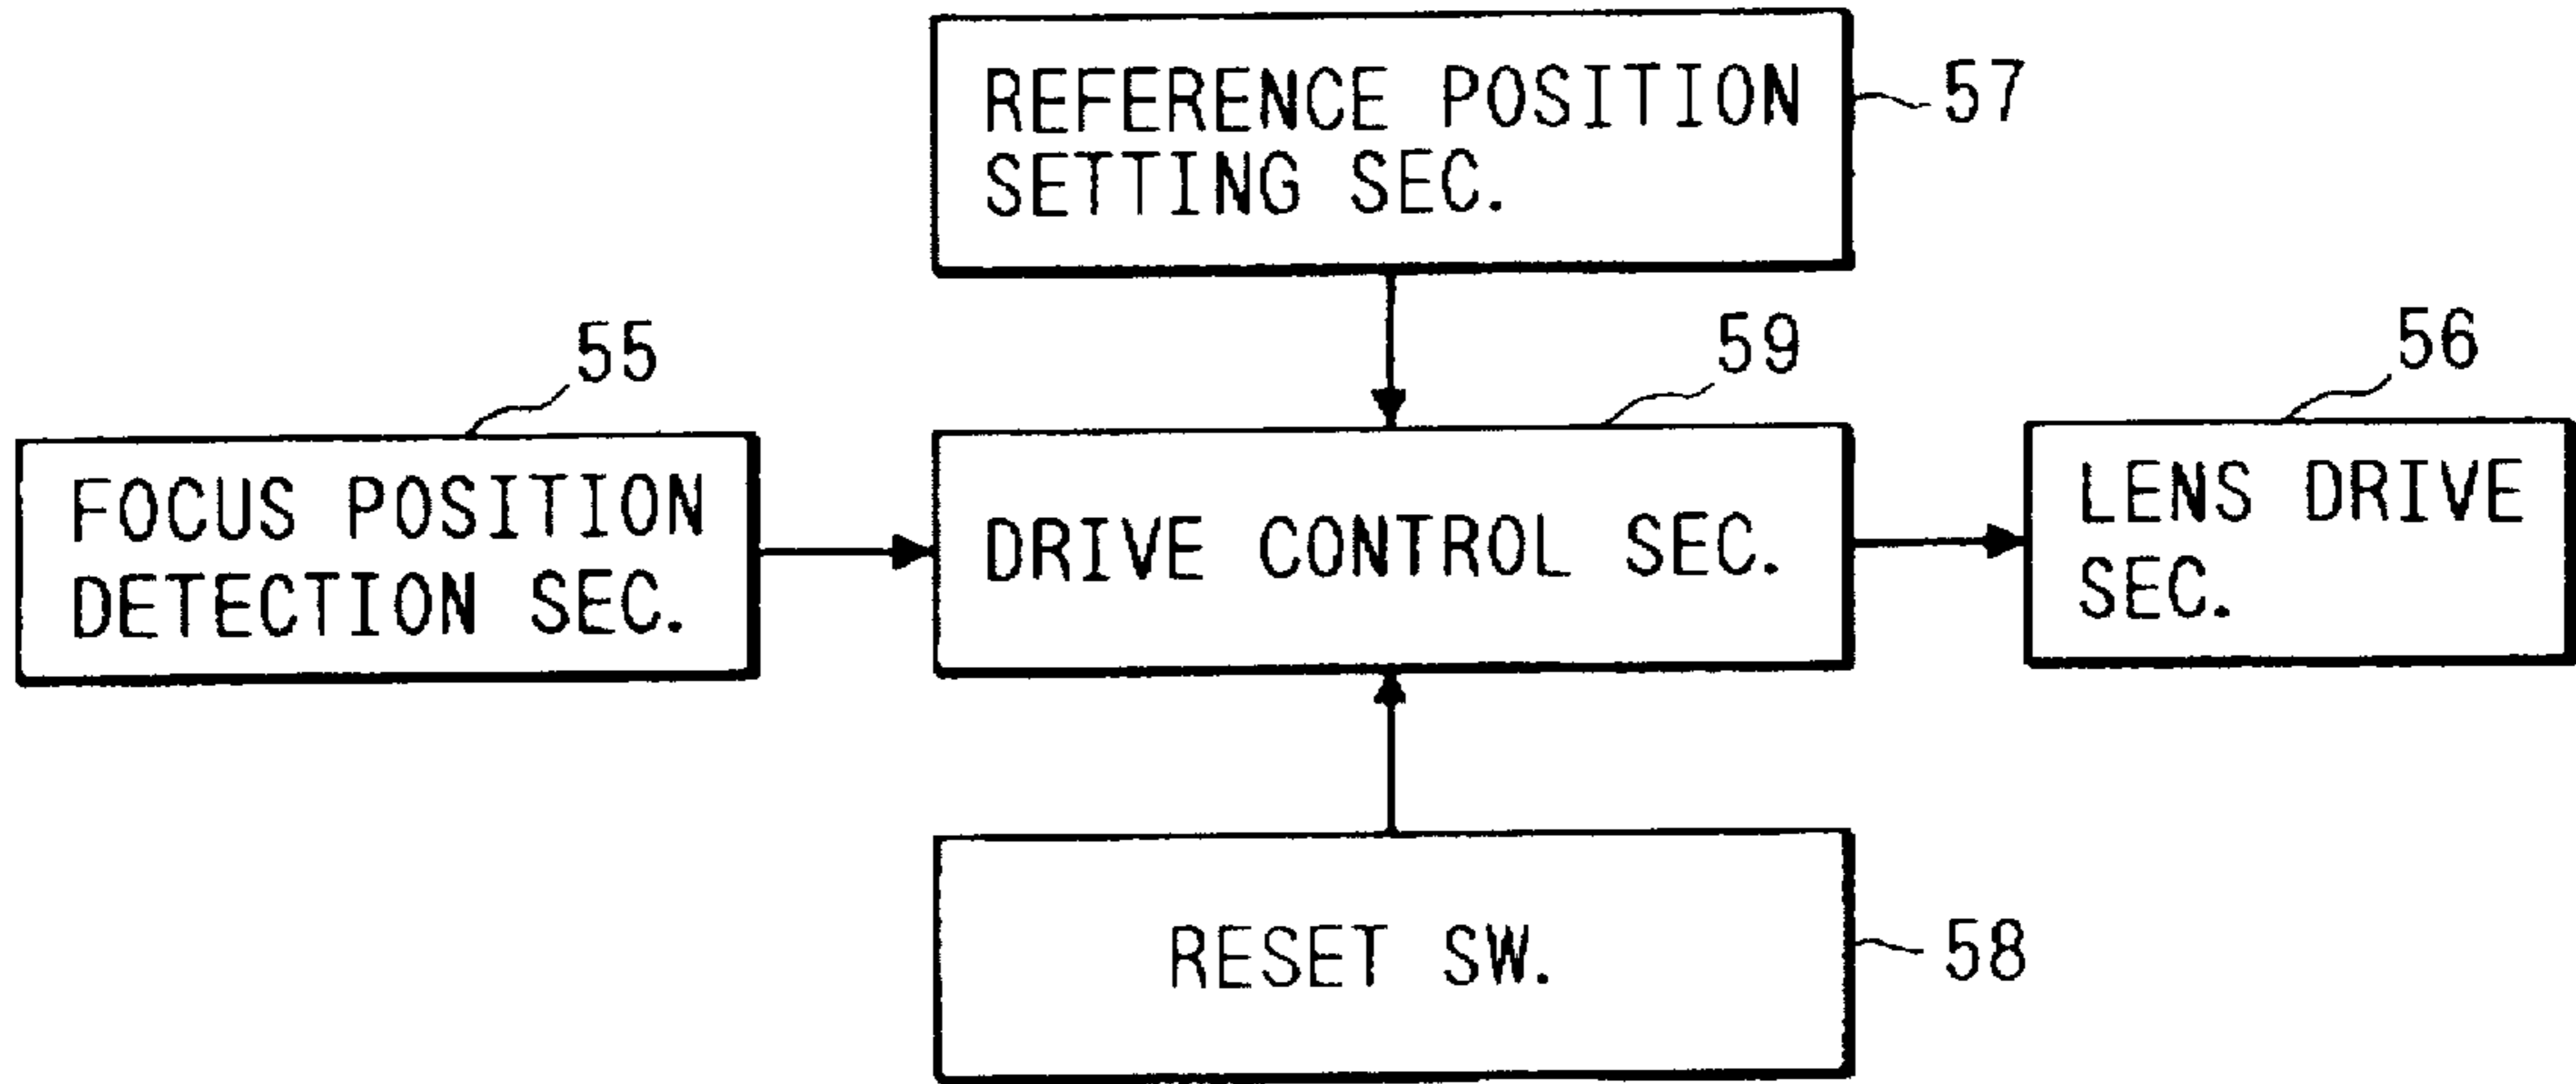 REFERENCE POSITION
SETTING SEC.
57
55
59
56
FOCUS POSITION
DETECTION SEC.
DRIVE CONTROL SEC.
LENS DRIVE
SEC.
RESET SW.
58